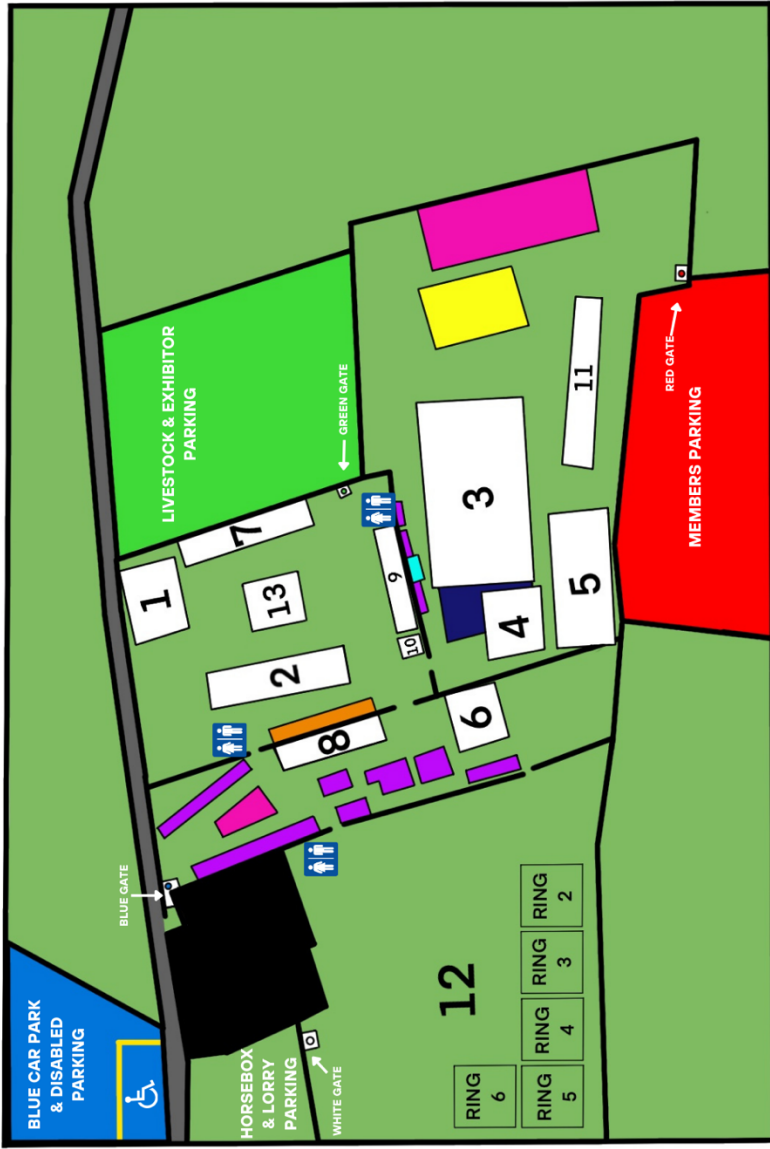 BLUE CAR PARK
& DISABLED
PARKING
BLUE GATE
HORSEBOX
& LORRY
PARKING
WHITE GATE
LIVESTOCK & EXHIBITOR
PARKING
GREEN GATE
RED GATE
MEMBERS PARKING
1
7
13
2
8
9
10
3
4
5
6
11
12
RING
2
RING
3
RING
4
RING
5
RING
6